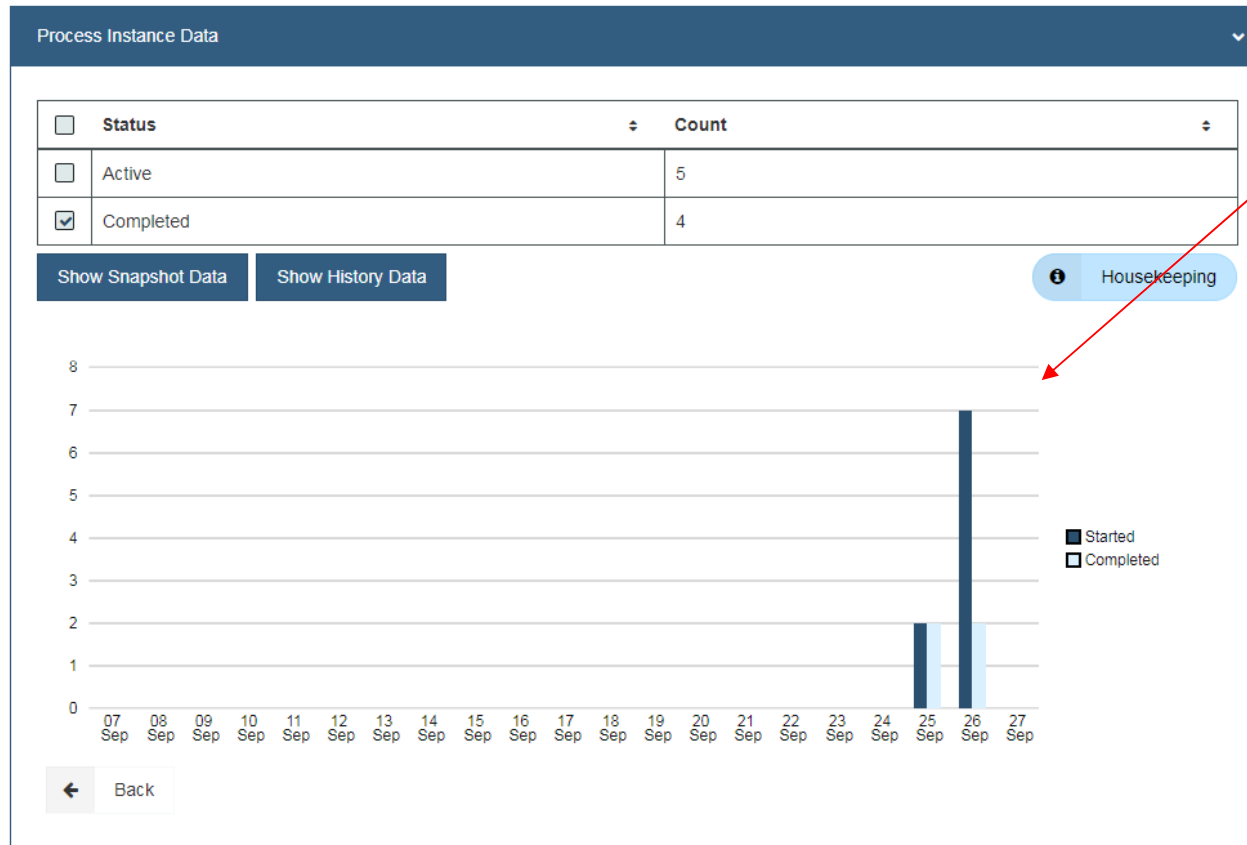 Process Instance Data
Status Count
Active 5
Completed 4
Show Snapshot Data Show History Data Housekeeping
8
7
6
5
4
3
2
1
0
Started
Completed
07 08 09 10 11 12 13 14 15 16 17 18 19 20 21 22 23 24 25 26 27
Sep Sep Sep Sep Sep Sep Sep Sep Sep Sep Sep Sep Sep Sep Sep Sep Sep Sep Sep Sep Sep
Back